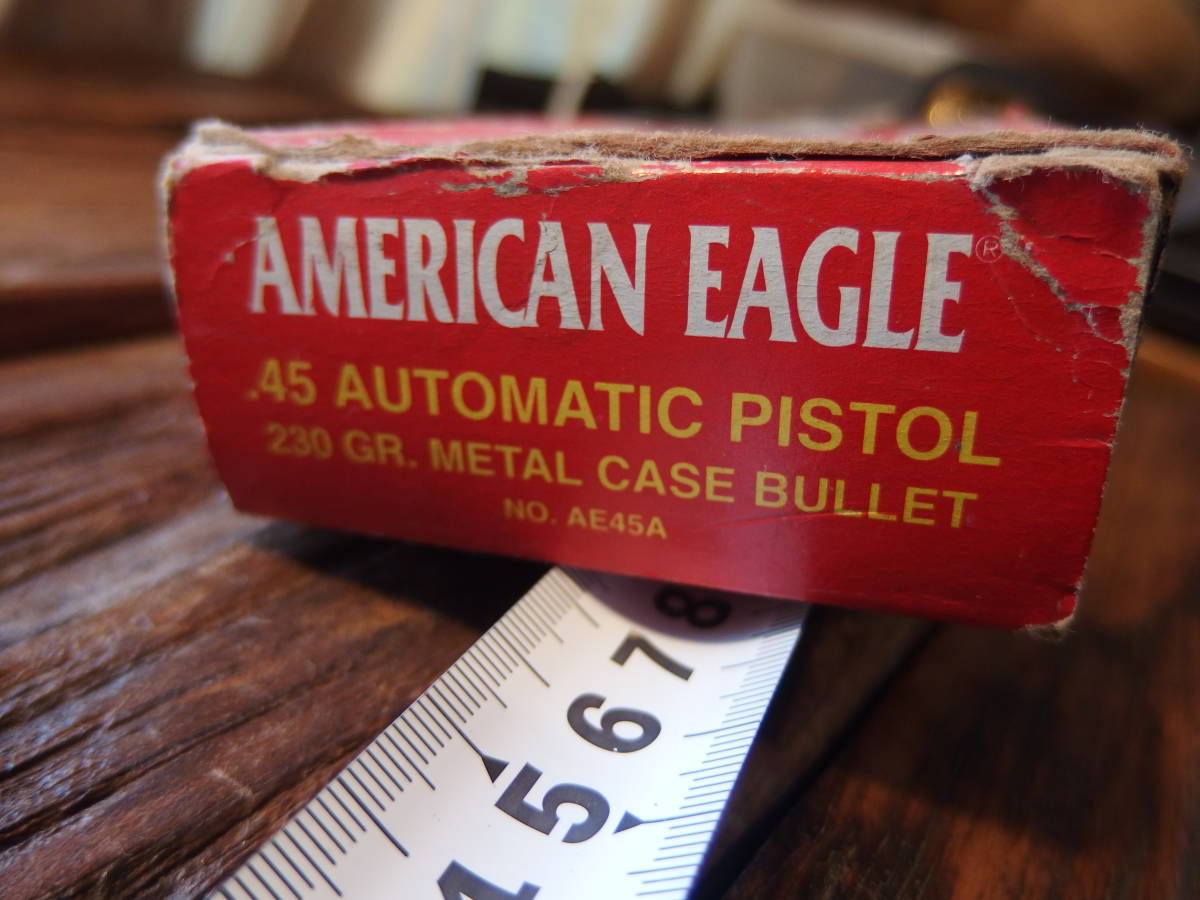 AMERICAN EAGLE®
.45 AUTOMATIC PISTOL
230 GR. METAL CASE BULLET
NO. AE45A
8
7
6
5
4